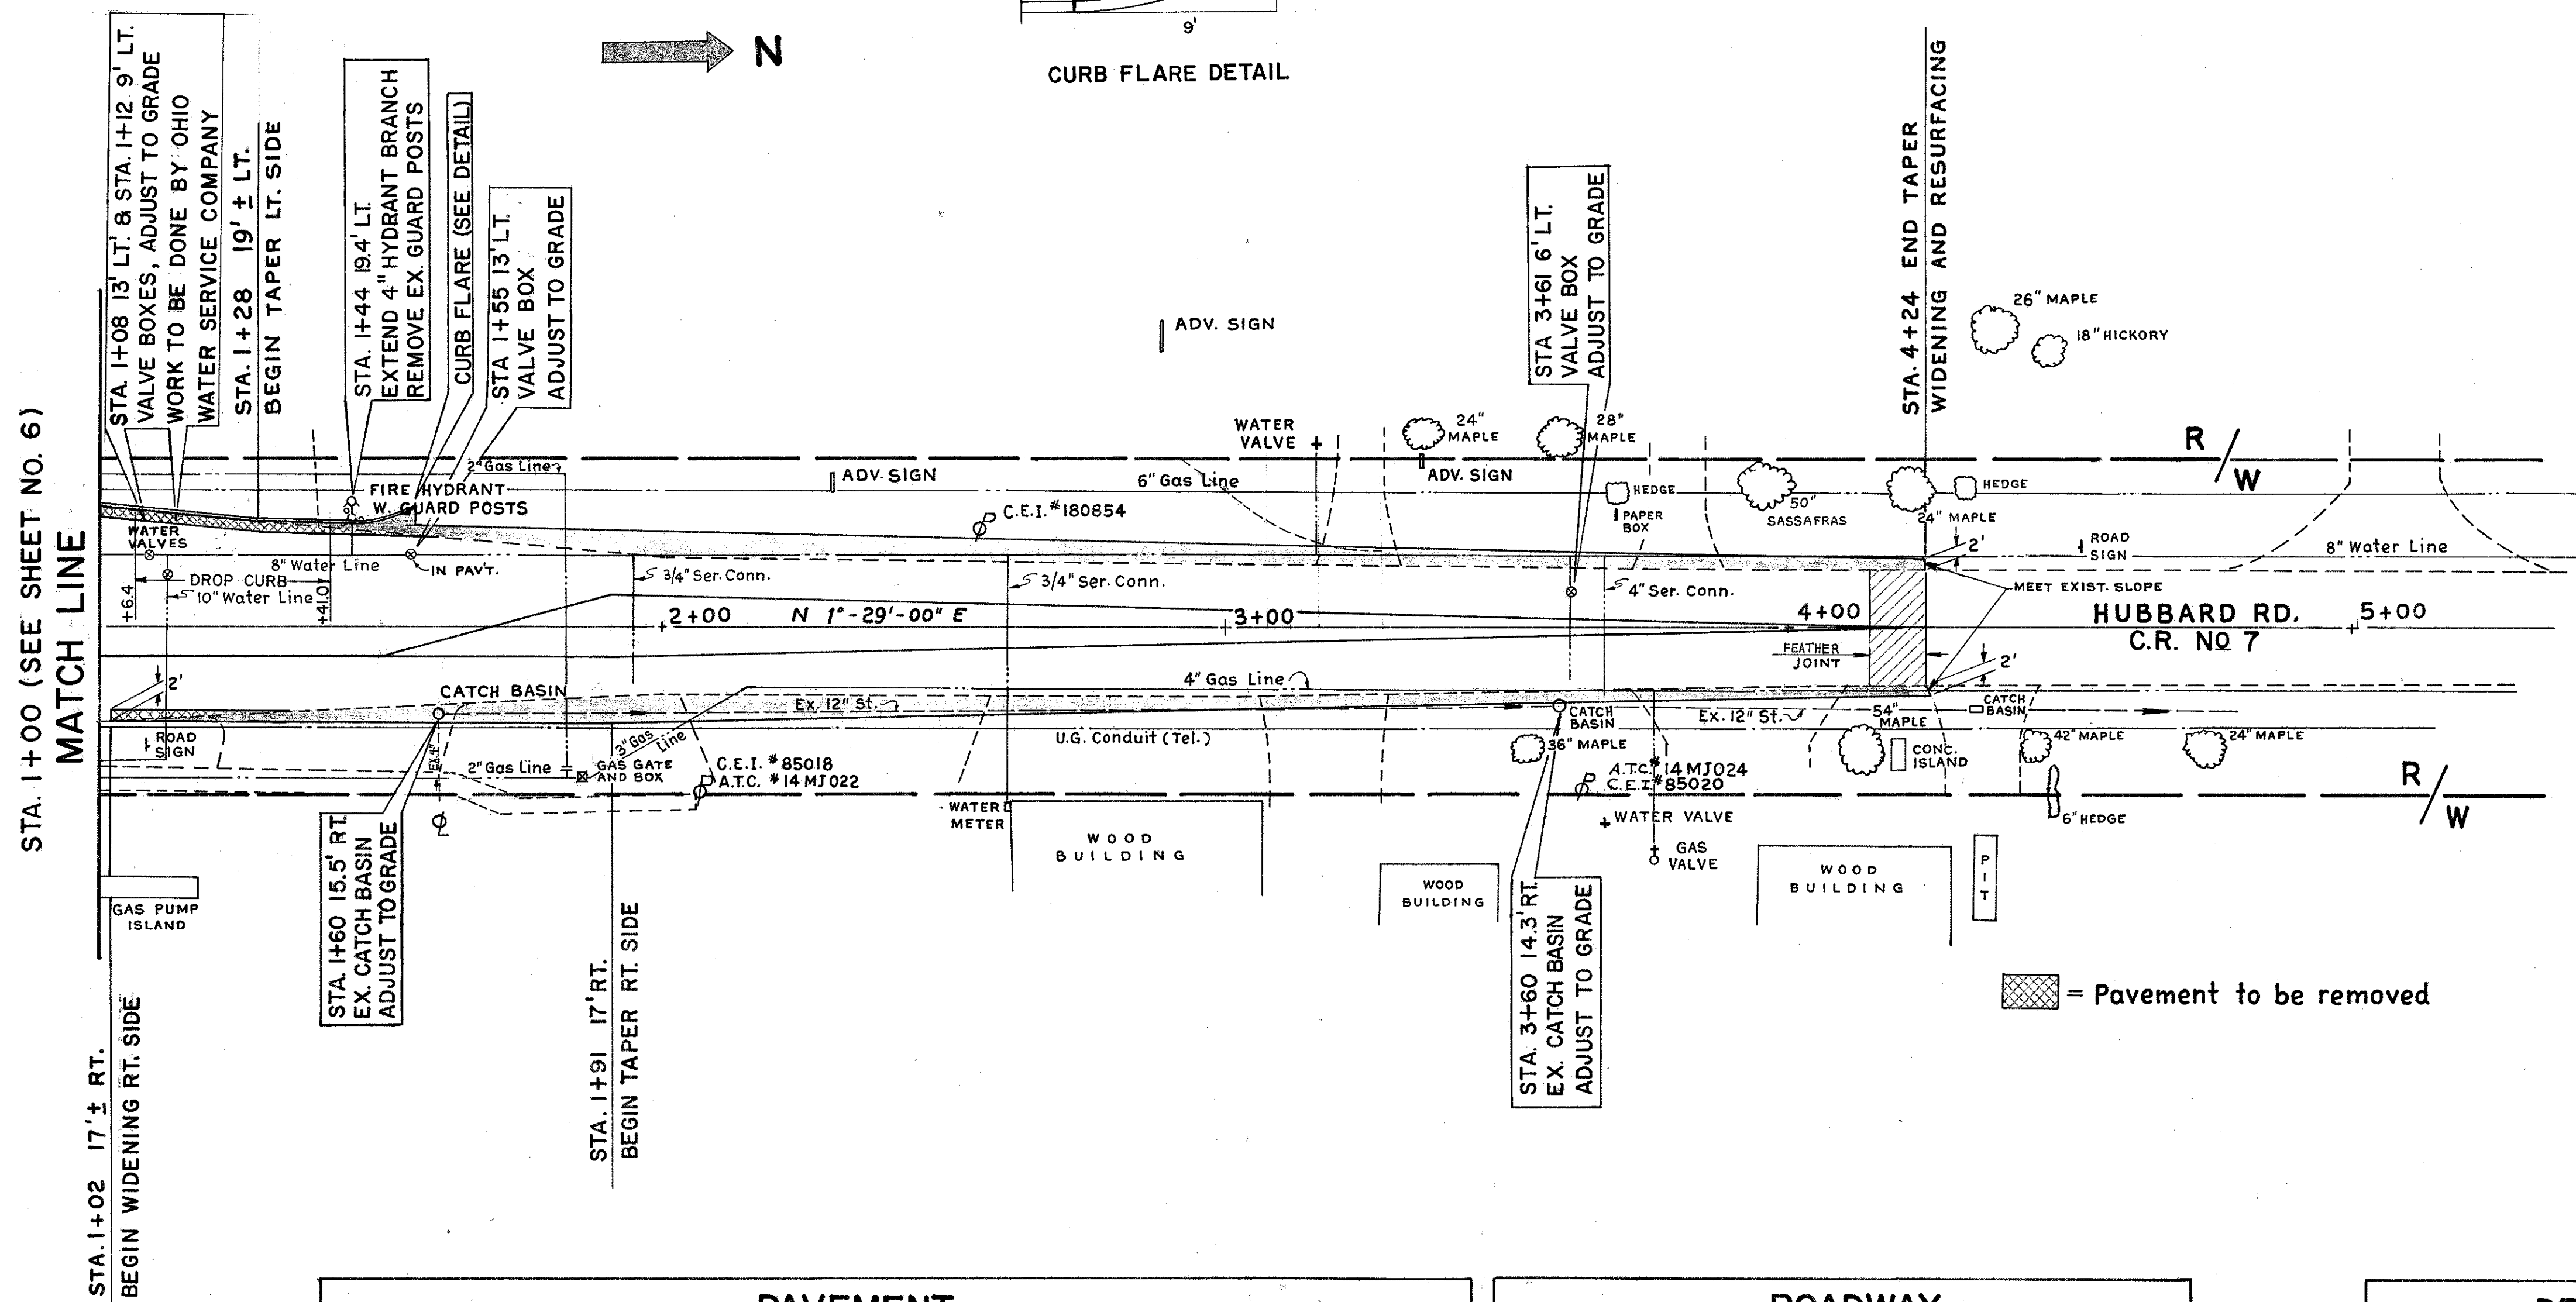 9'
CURB FLARE DETAIL
N
STA. 1+08 13' LT. & STA. 1+12 9' LT.
VALVE BOXES, ADJUST TO GRADE
WORK TO BE DONE BY OHIO
WATER SERVICE COMPANY
STA. 1+28 19' ± LT.
BEGIN TAPER LT. SIDE
STA. 1+44 19.4' LT.
EXTEND 4" HYDRANT BRANCH
REMOVE EX. GUARD POSTS
CURB FLARE (SEE DETAIL)
STA 1+55 13' LT.
VALVE BOX
ADJUST TO GRADE
STA 3+61 6' LT.
VALVE BOX
ADJUST TO GRADE
STA. 4+24 END TAPER
WIDENING AND RESURFACING
26" MAPLE
18" HICKORY
ADV. SIGN
STA. 1+00 (SEE SHEET NO. 6)
MATCH LINE
WATER
VALVE
24"
MAPLE
28"
MAPLE
R/W
2" Gas Line
ADV. SIGN
6" Gas Line
ADV. SIGN
FIRE HYDRANT
W. GUARD POSTS
C.E.I. #180854
HEDGE
PAPER
BOX
50"
SASSAFRAS
24" MAPLE
HEDGE
WATER
VALVES
8" Water Line
IN PAV'T.
2'
ROAD
SIGN
8" Water Line
DROP CURB
10" Water Line
+6.4
+41.0
3/4" Ser. Conn.
3/4" Ser. Conn.
4" Ser. Conn.
MEET EXIST. SLOPE
2+00
N 1°-29'-00" E
3+00
4+00
HUBBARD RD.
C.R. NO 7
5+00
FEATHER
JOINT
2'
2'
CATCH BASIN
4" Gas Line
Ex. 12" St.
CATCH
BASIN
Ex. 12" St.
54"
MAPLE
CATCH
BASIN
ROAD
SIGN
EX. 4"
3" Gas
Line
U.G. Conduit (Tel.)
36" MAPLE
CONC.
ISLAND
42" MAPLE
24" MAPLE
2" Gas Line
GAS GATE
AND BOX
C.E.I. #85018
A.T.C. #14 MJ 022
A.T.C. #14 MJ 024
C.E.I. #85020
R/W
WATER
METER
WATER VALVE
6" HEDGE
GAS
VALVE
WOOD
BUILDING
WOOD
BUILDING
WOOD
BUILDING
PIT
GAS PUMP
ISLAND
STA. 1+60 15.5' RT.
EX. CATCH BASIN
ADJUST TO GRADE
STA. 1+91 17' RT.
BEGIN TAPER RT. SIDE
STA. 3+60 14.3' RT.
EX. CATCH BASIN
ADJUST TO GRADE
= Pavement to be removed
STA. 1+02 17' ± RT.
BEGIN WIDENING RT. SIDE
PAVEMENT
ROADWAY